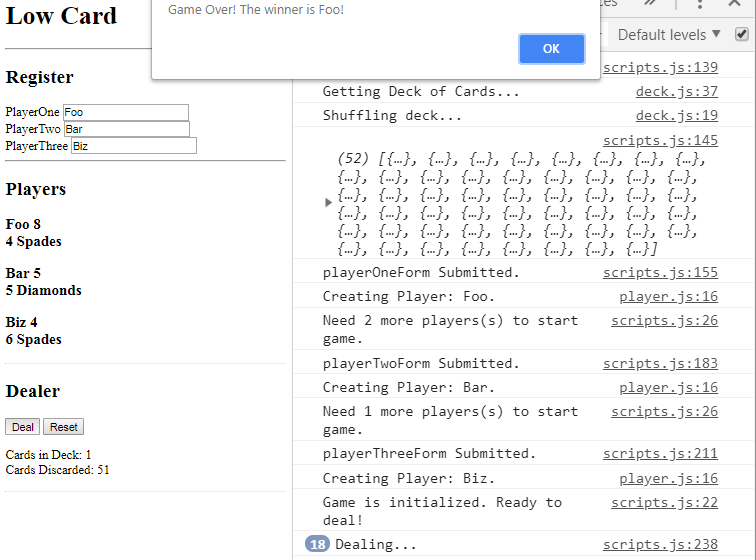 Low Card
Game Over! The winner is Foo!
OK
Default levels ▼
Register
PlayerOne Foo
PlayerTwo Bar
PlayerThree Biz
Players
Foo 8
4 Spades
Bar 5
5 Diamonds
Biz 4
6 Spades
Dealer
Deal Reset
Cards in Deck: 1
Cards Discarded: 51
scripts.js:139
Getting Deck of Cards... deck.js:37
Shuffling deck... deck.js:19
scripts.js:145
(52) [{…}, {…}, {…}, {…}, {…}, {…}, {…}, {…},
{…}, {…}, {…}, {…}, {…}, {…}, {…}, {…}, {…},
{…}, {…}, {…}, {…}, {…}, {…}, {…}, {…}, {…},
{…}, {…}, {…}, {…}, {…}, {…}, {…}, {…}, {…},
{…}, {…}, {…}, {…}, {…}, {…}, {…}, {…}, {…},
{…}, {…}, {…}, {…}, {…}, {…}, {…}, {…}]
playerOneForm Submitted. scripts.js:155
Creating Player: Foo. player.js:16
Need 2 more players(s) to start scripts.js:26
game.
playerTwoForm Submitted. scripts.js:183
Creating Player: Bar. player.js:16
Need 1 more players(s) to start scripts.js:26
game.
playerThreeForm Submitted. scripts.js:211
Creating Player: Biz. player.js:16
Game is initialized. Ready to scripts.js:22
deal!
18 Dealing... scripts.js:238